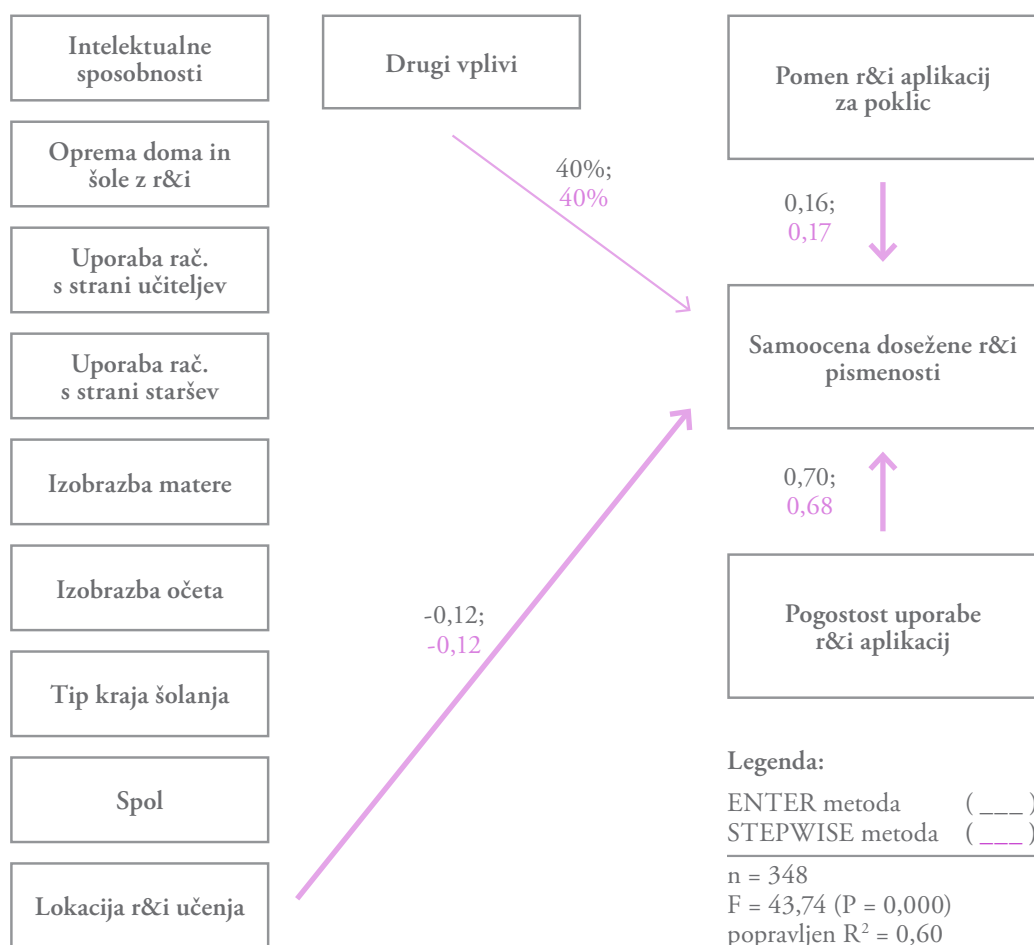 Intelektualne
sposobnosti
Oprema doma in
šole z r&i
Uporaba rač.
s strani učiteljev
Uporaba rač.
s strani staršev
Izobrazba matere
Izobrazba očeta
Tip kraja šolanja
Spol
Lokacija r&i učenja
Drugi vplivi
40%;
40%
-0,12;
-0,12
Pomen r&i aplikacij
za poklic
0,16;
0,17
Samoocena dosežene r&i
pismenosti
0,70;
0,68
Pogostost uporabe
r&i aplikacij
Legenda:
ENTER metoda ( ___ )
STEPWISE metoda ( ___ )
n = 348
F = 43,74 (P = 0,000)
popravljen R² = 0,60